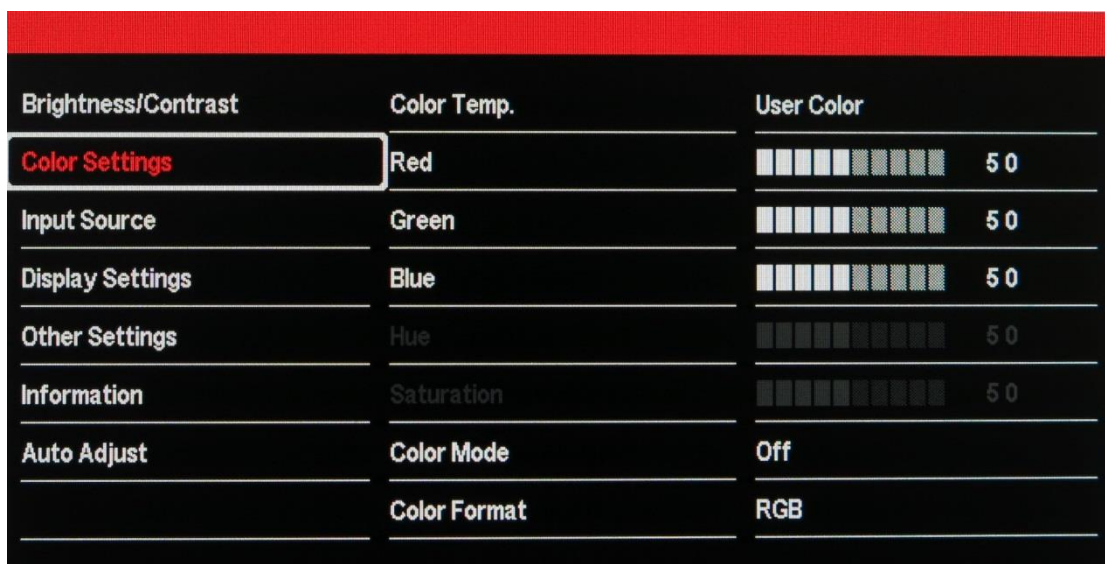 Brightness/Contrast Color Temp. User Color
Color Settings Red 50
Input Source Green 50
Display Settings Blue 50
Other Settings Hue 50
Information Saturation 50
Auto Adjust Color Mode Off
Color Format RGB